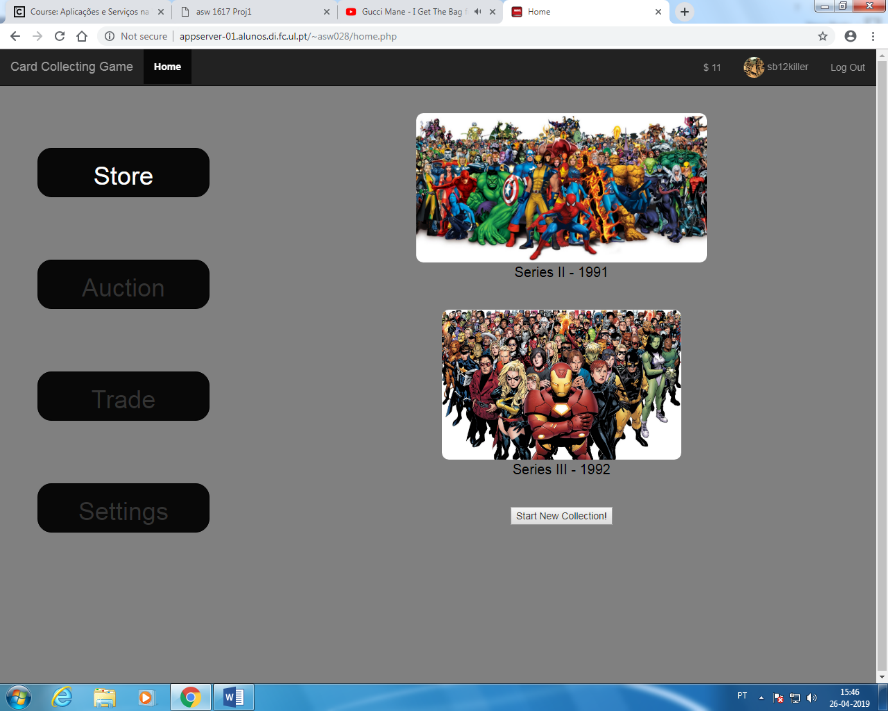 Course: Aplicações e Serviços na
asw 1617 Proj1
Gucci Mane - I Get The Bag
Home
Not secure | appserver-01.alunos.di.fc.ul.pt/~asw028/home.php
Card Collecting Game
Home
$ 11
sb12killer
Log Out
Store
Auction
Trade
Settings
Series II - 1991
Series III - 1992
Start New Collection!
PT
15:46
26-04-2019